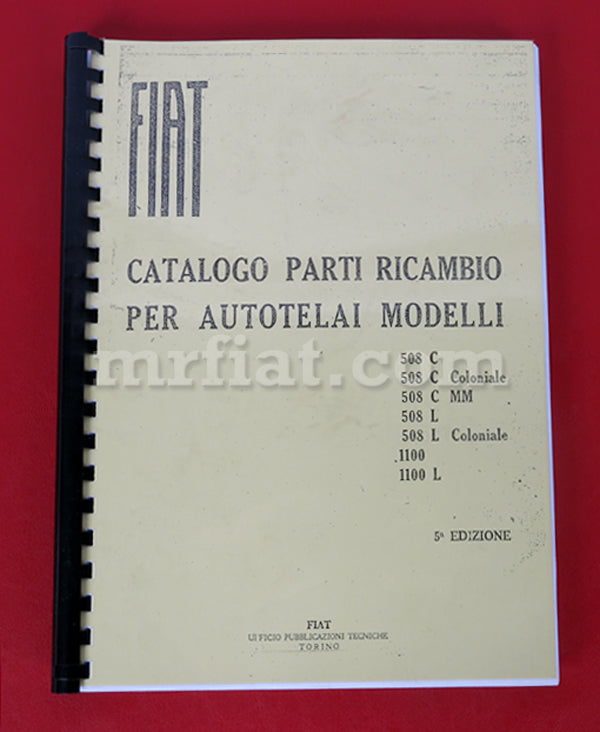 FIAT
CATALOGO PARTI RICAMBIO
PER AUTOTELAI MODELLI
508 C
mrfiat.com
508 C Coloniale
508 C MM
508 L
508 L Coloniale
1100
1100 L
5ª EDIZIONE
FIAT
UFFICIO PUBBLICAZIONI TECNICHE
TORINO